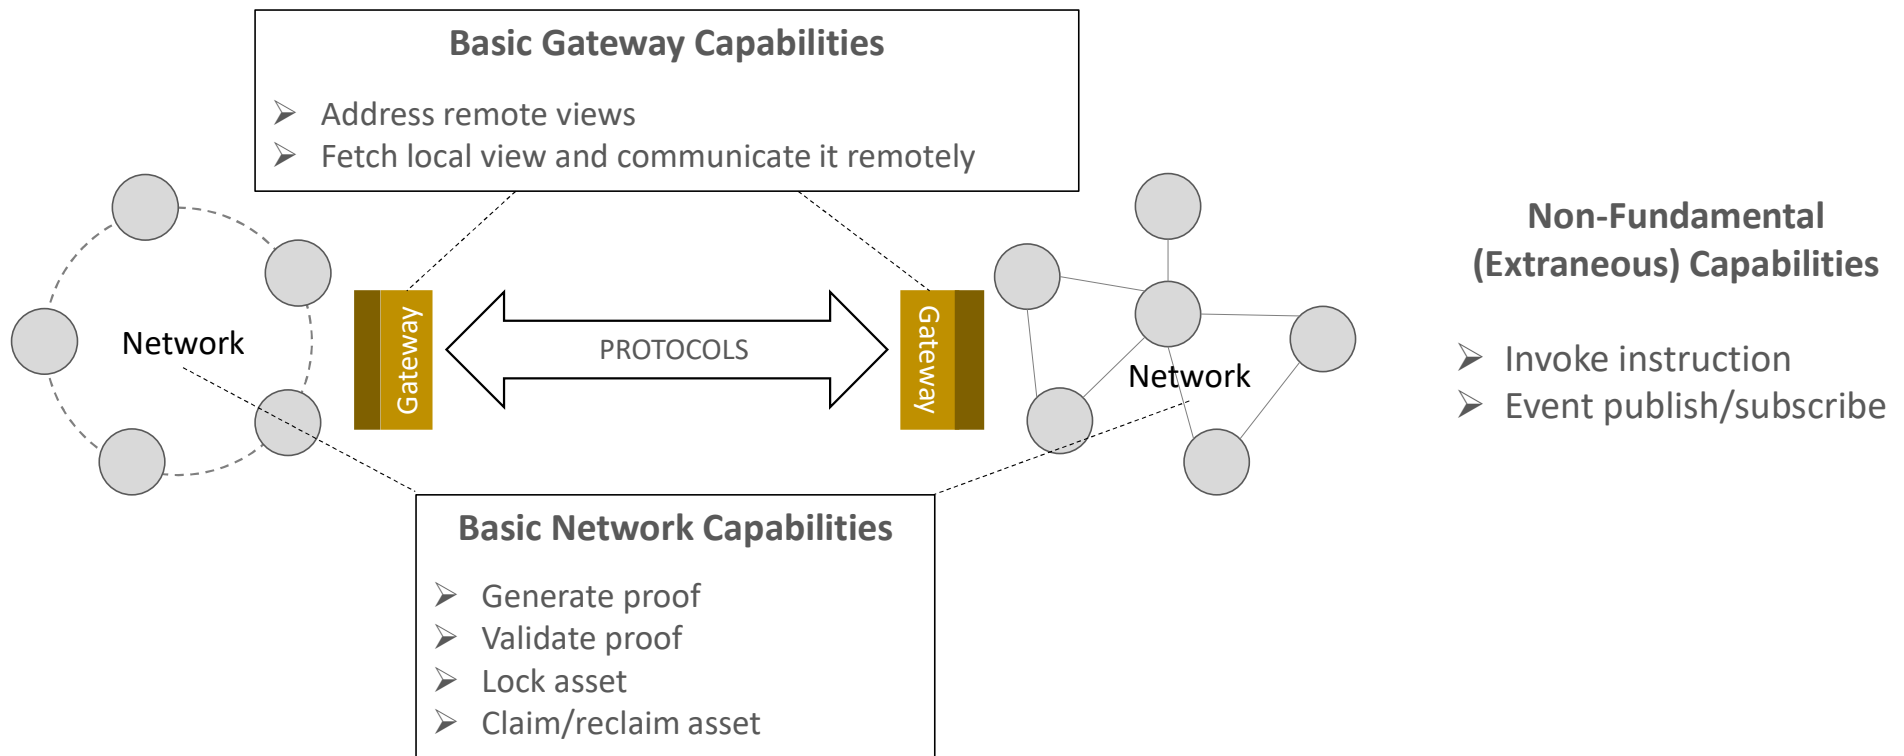 Basic Gateway Capabilities
➢ Address remote views
➢ Fetch local view and communicate it remotely
Network
Gateway
PROTOCOLS
Gateway
Network
Non-Fundamental
(Extraneous) Capabilities
➢ Invoke instruction
➢ Event publish/subscribe
Basic Network Capabilities
➢ Generate proof
➢ Validate proof
➢ Lock asset
➢ Claim/reclaim asset